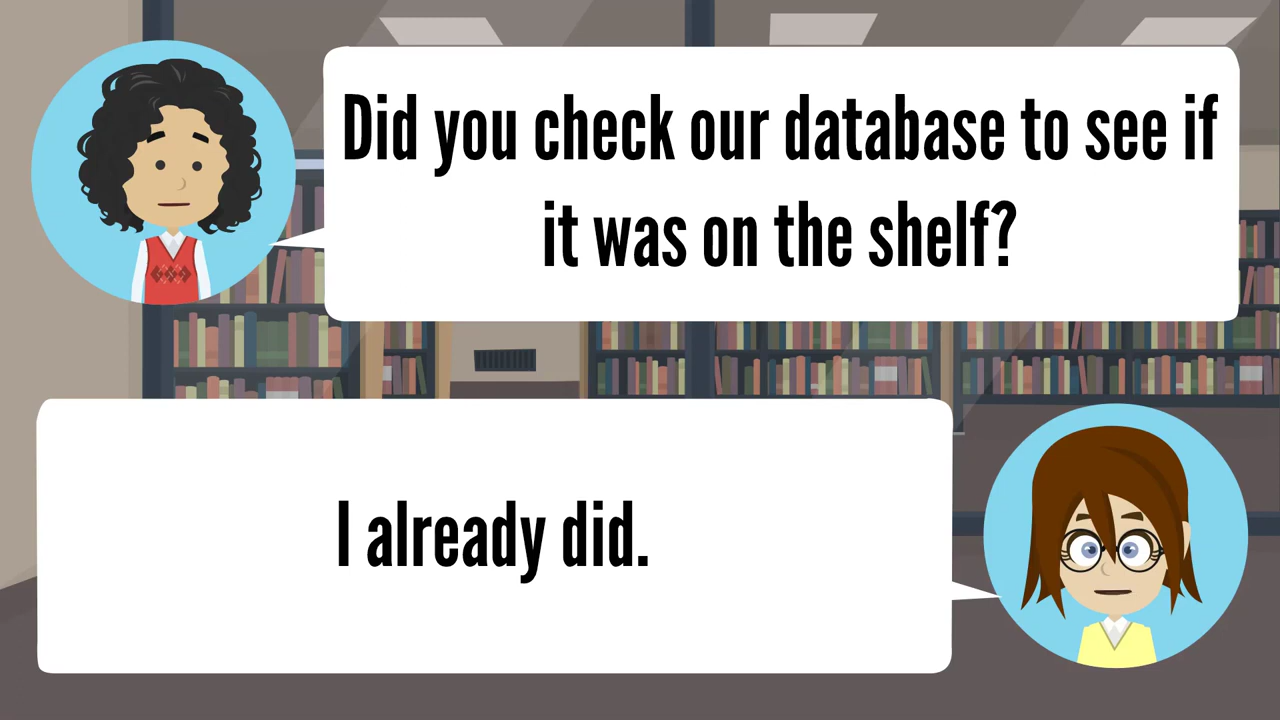 Did you check our database to see if
it was on the shelf?
I already did.